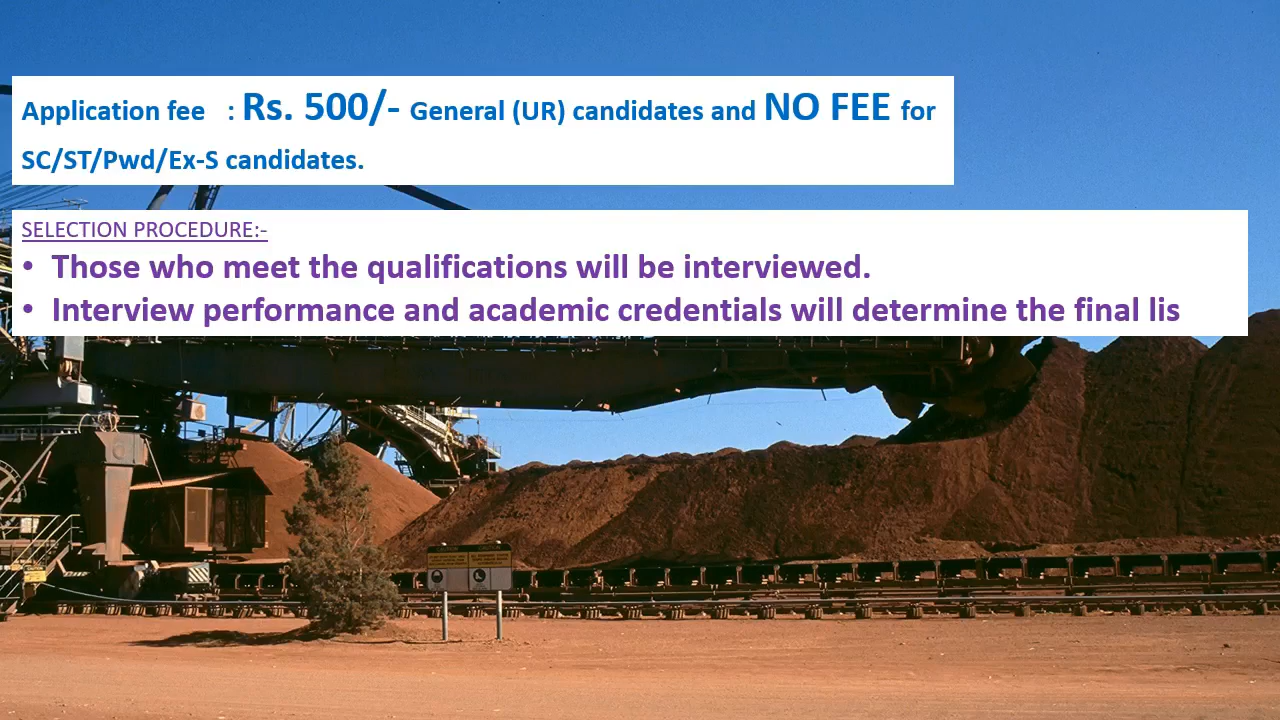 Application fee : Rs. 500/- General (UR) candidates and NO FEE for
SC/ST/Pwd/Ex-S candidates.
SELECTION PROCEDURE:-
• Those who meet the qualifications will be interviewed.
• Interview performance and academic credentials will determine the final lis